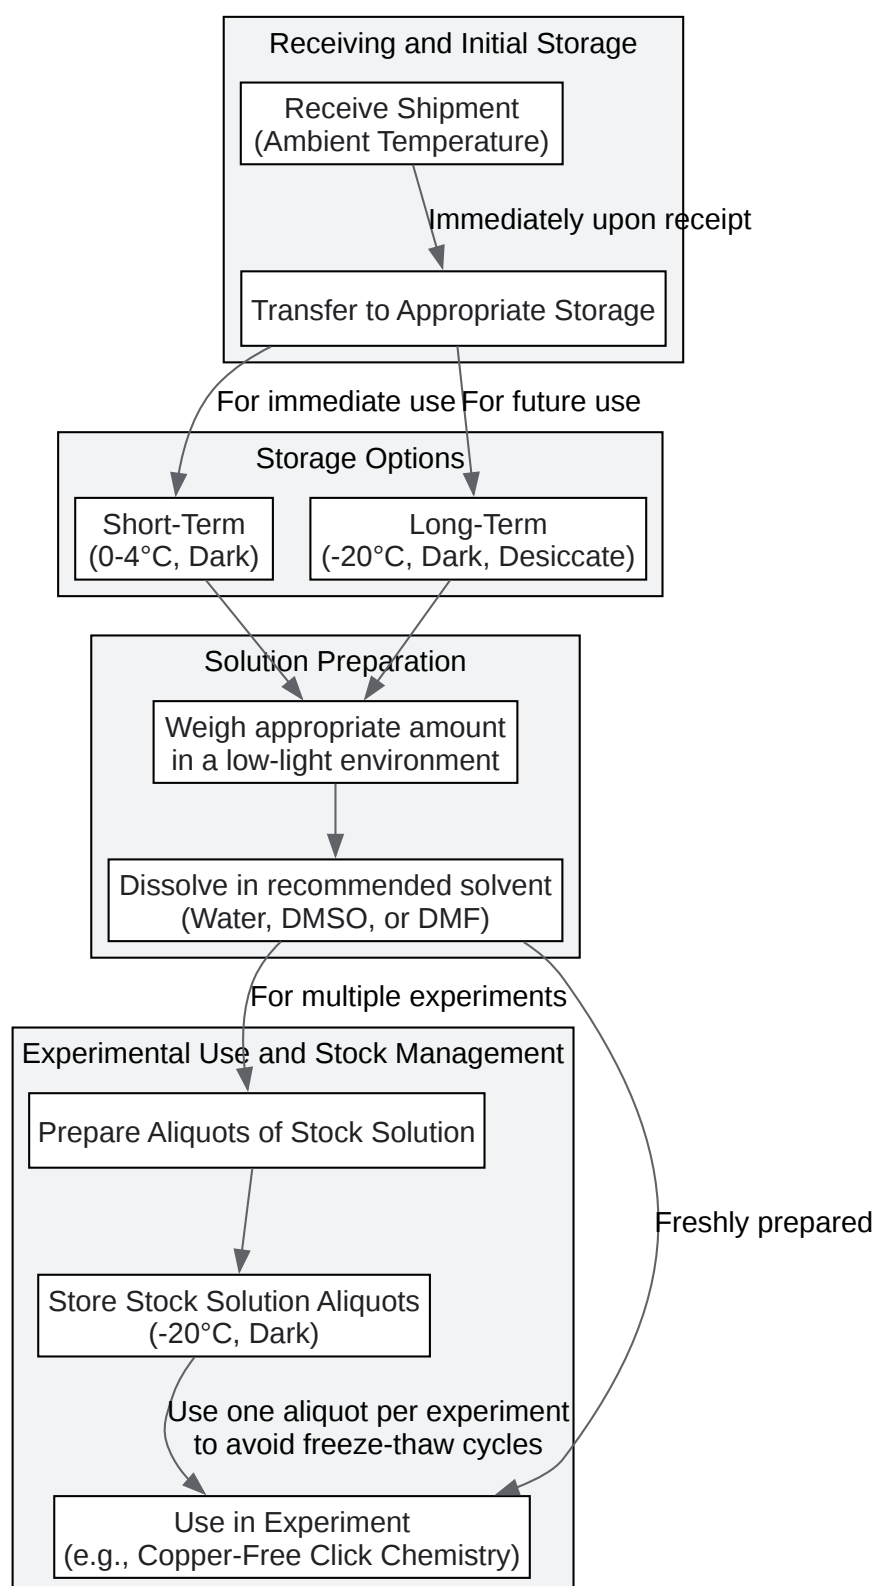 Receiving and Initial Storage
Receive Shipment
(Ambient Temperature)
Immediately upon receipt
Transfer to Appropriate Storage
For immediate use
For future use
Storage Options
Short-Term
(0-4°C, Dark)
Long-Term
(-20°C, Dark, Desiccate)
Solution Preparation
Weigh appropriate amount
in a low-light environment
Dissolve in recommended solvent
(Water, DMSO, or DMF)
For multiple experiments
Experimental Use and Stock Management
Prepare Aliquots of Stock Solution
Freshly prepared
Store Stock Solution Aliquots
(-20°C, Dark)
Use one aliquot per experiment
to avoid freeze-thaw cycles
Use in Experiment
(e.g., Copper-Free Click Chemistry)